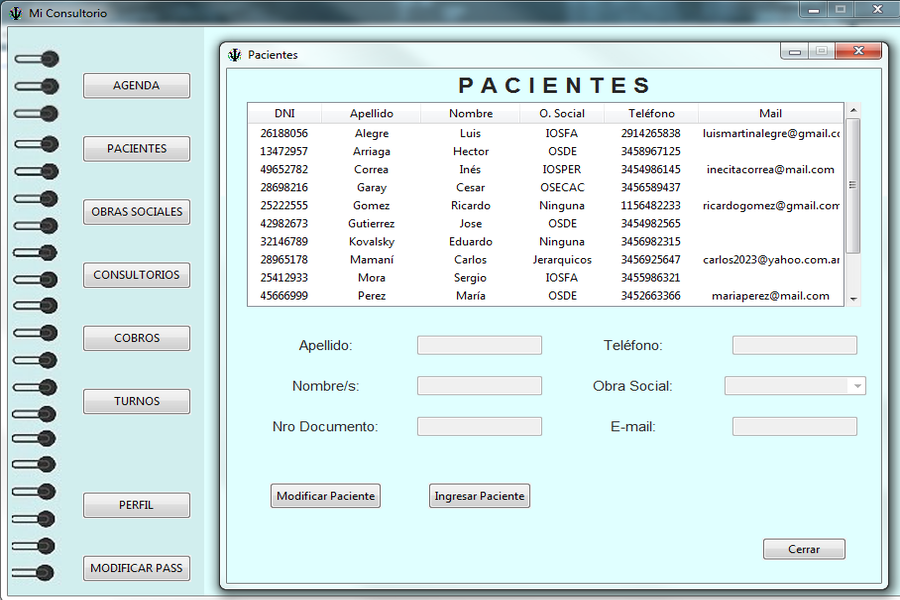 Mi Consultorio
AGENDA
PACIENTES
OBRAS SOCIALES
CONSULTORIOS
COBROS
TURNOS
PERFIL
MODIFICAR PASS
Pacientes
PACIENTES
DNI Apellido Nombre O. Social Teléfono Mail
26188056 Alegre Luis IOSFA 2914265838 luismartinalegre@gmail.cc
13472957 Arriaga Hector OSDE 3458967125
49652782 Correa Inés IOSPER 3454986145 inecitacorrea@mail.com
28698216 Garay Cesar OSECAC 3456589437
25222555 Gomez Ricardo Ninguna 1156482233 ricardogomez@gmail.com
42982673 Gutierrez Jose OSDE 3454982565
32146789 Kovalsky Eduardo Ninguna 3456982315
28965178 Mamaní Carlos Jerarquicos 3456925647 carlos2023@yahoo.com.ar
25412933 Mora Sergio IOSFA 3455986321
45666999 Perez María OSDE 3452663366 mariaperez@mail.com
Apellido: Teléfono:
Nombre/s: Obra Social:
Nro Documento: E-mail:
Modificar Paciente Ingresar Paciente
Cerrar